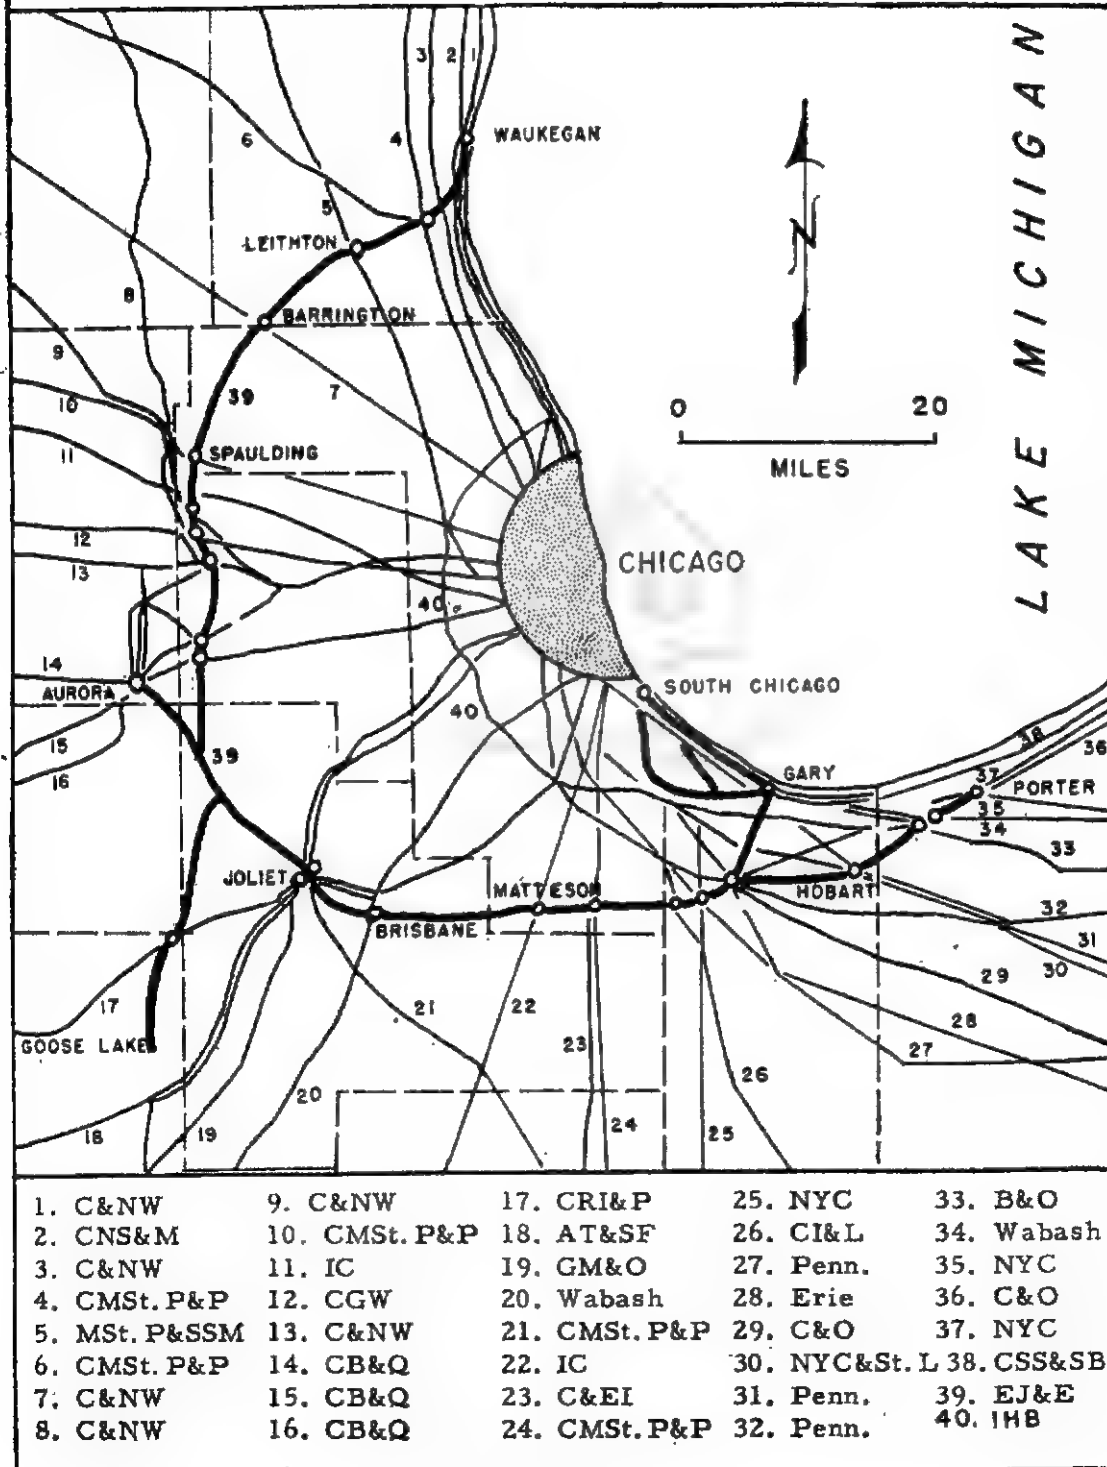 3 2 1
WAUKEGAN
6
4
5
LEITHTON
8
BARRINGTON
9
10
39
7
0 20
MILES
11
SPAULDING
LAKE MICHIGAN
N
12
13
CHICAGO
40
14
AURORA
SOUTH CHICAGO
40
15
16
39
38
36
GARY
37
PORTER
35
34
33
JOLIET
MATTESON
HOBART
BRISBANE
32
31
30
29
17
21
22
28
GOOSE LAKE
23
27
26
20
18
19
24
25
1. C&NW 9. C&NW 17. CRI&P 25. NYC 33. B&O
2. CNS&M 10. CMSt. P&P 18. AT&SF 26. CI&L 34. Wabash
3. C&NW 11. IC 19. GM&O 27. Penn. 35. NYC
4. CMSt. P&P 12. CGW 20. Wabash 28. Erie 36. C&O
5. MSt. P&SSM 13. C&NW 21. CMSt. P&P 29. C&O 37. NYC
6. CMSt. P&P 14. CB&Q 22. IC 30. NYC&St. L 38. CSS&SB
7. C&NW 15. CB&Q 23. C&EI 31. Penn. 39. EJ&E
8. C&NW 16. CB&Q 24. CMSt. P&P 32. Penn. 40. IHB